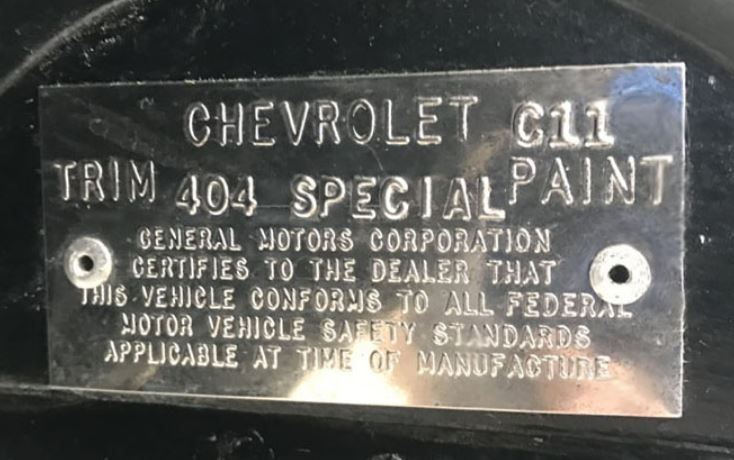 CHEVROLET C11
TRIM 404 SPECIAL PAINT
GENERAL MOTORS CORPORATION
CERTIFIES TO THE DEALER THAT
THIS VEHICLE CONFORMS TO ALL FEDERAL
MOTOR VEHICLE SAFETY STANDARDS
APPLICABLE AT TIME OF MANUFACTURE